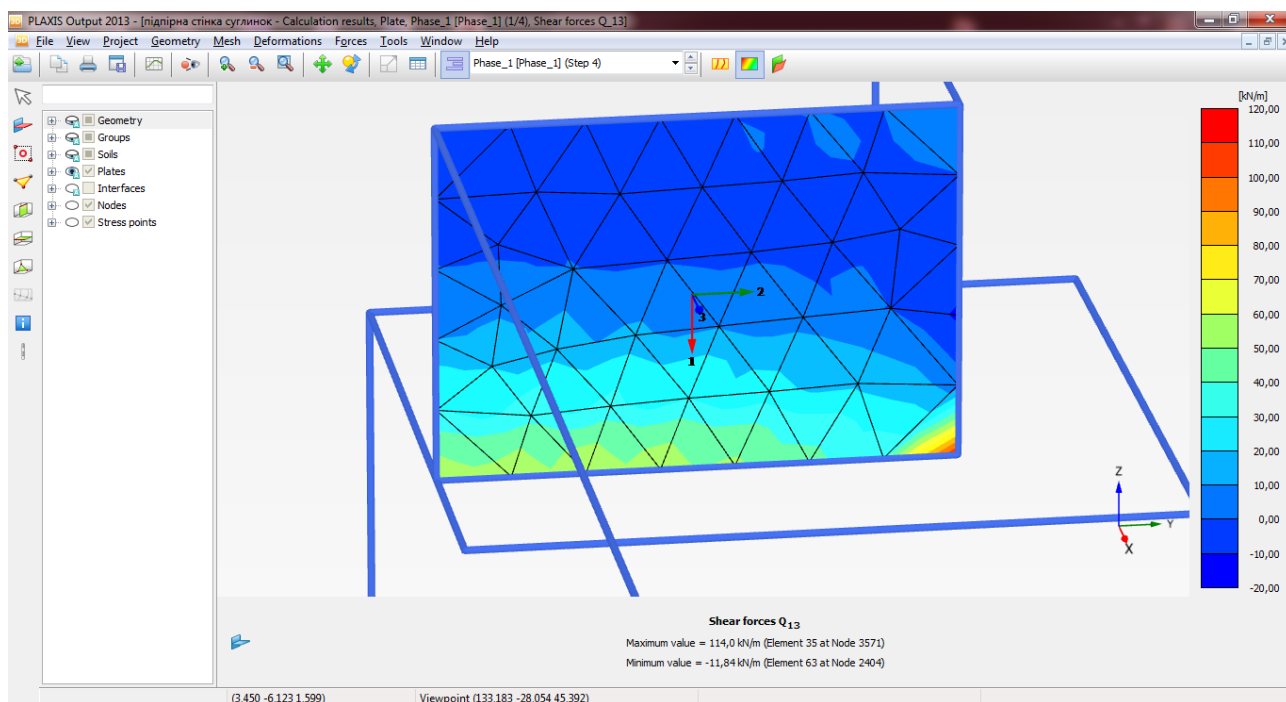 PLAXIS Output 2013 - [підпірна стінка суглинок - Calculation results, Plate, Phase_1 [Phase_1] (1/4), Shear forces Q_13]
File View Project Geometry Mesh Deformations Forces Tools Window Help
Phase_1 [Phase_1] (Step 4)
Geometry
Groups
Soils
Plates
Interfaces
Nodes
Stress points
2
3
1
Z
Y
X
[kN/m]
120,00
110,00
100,00
90,00
80,00
70,00
60,00
50,00
40,00
30,00
20,00
10,00
0,00
-10,00
-20,00
Shear forces Q13
Maximum value = 114,0 kN/m (Element 35 at Node 3571)
Minimum value = -11,84 kN/m (Element 63 at Node 2404)
(3.450 -6.123 1.599) Viewpoint (133.183 -28.054 45.392)